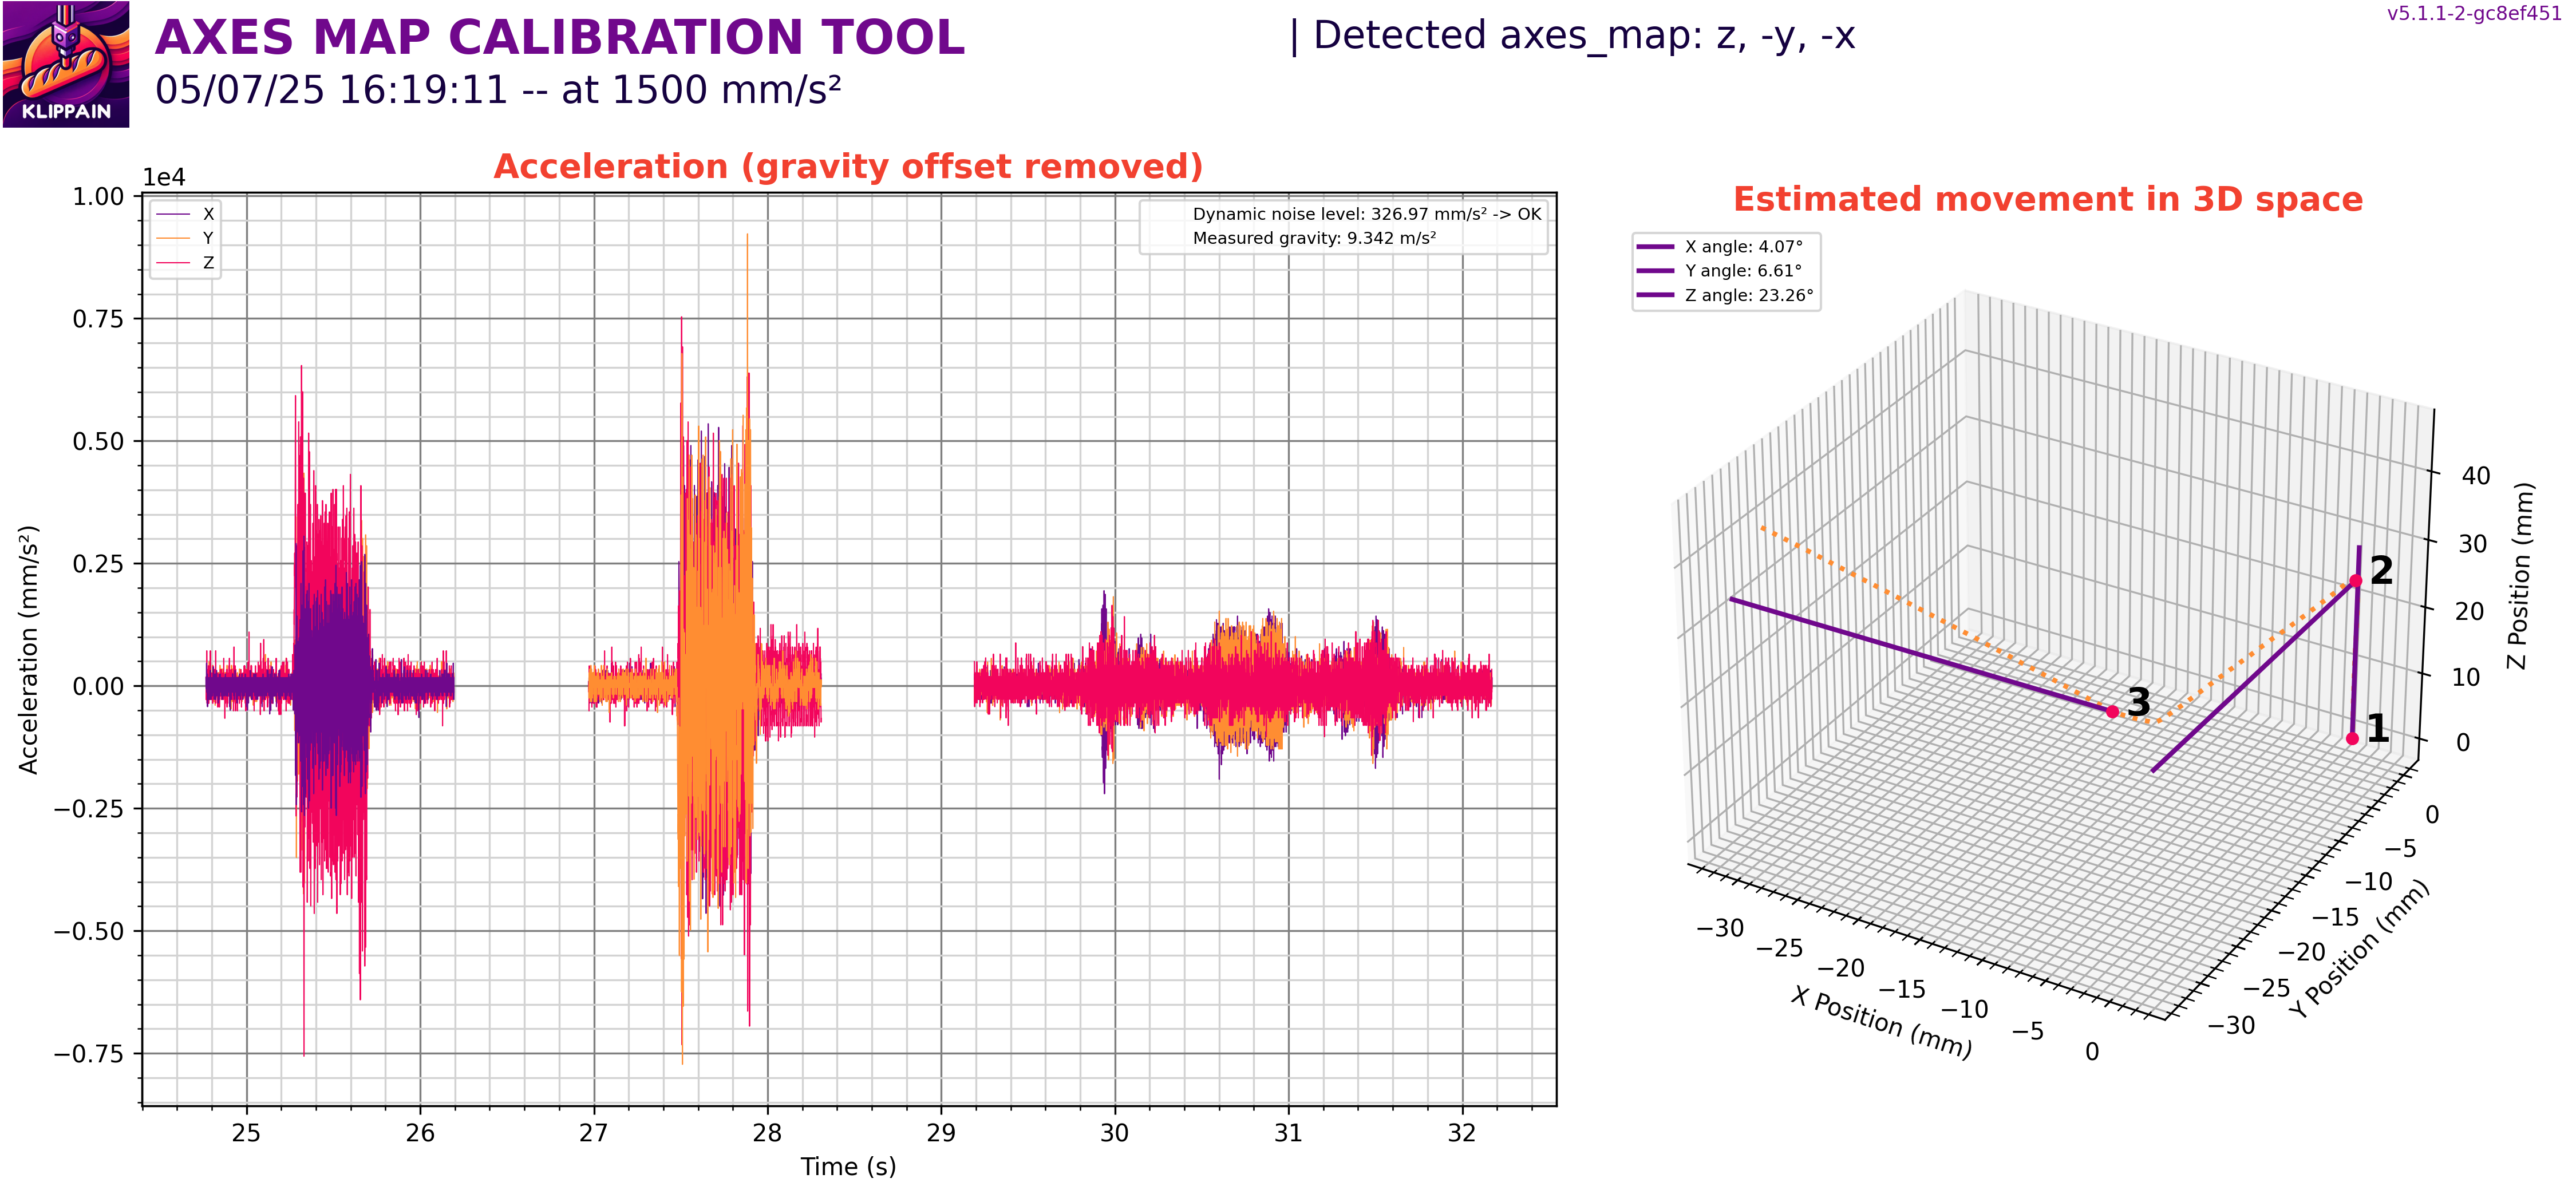 KLIPPAIN
AXES MAP CALIBRATION TOOL
05/07/25 16:19:11 -- at 1500 mm/s²
| Detected axes_map: z, -y, -x
v5.1.1-2-gc8ef451
Acceleration (gravity offset removed)
1e4
X
Y
Z
Dynamic noise level: 326.97 mm/s² -> OK
Measured gravity: 9.342 m/s²
1.00
0.75
0.50
0.25
0.00
−0.25
−0.50
−0.75
Acceleration (mm/s²)
25
26
27
28
29
30
31
32
Time (s)
Estimated movement in 3D space
X angle: 4.07°
Y angle: 6.61°
Z angle: 23.26°
1
2
3
40
30
20
10
0
Z Position (mm)
0
−5
−10
−15
−20
−25
−30
Y Position (mm)
−30
−25
−20
−15
−10
−5
0
X Position (mm)